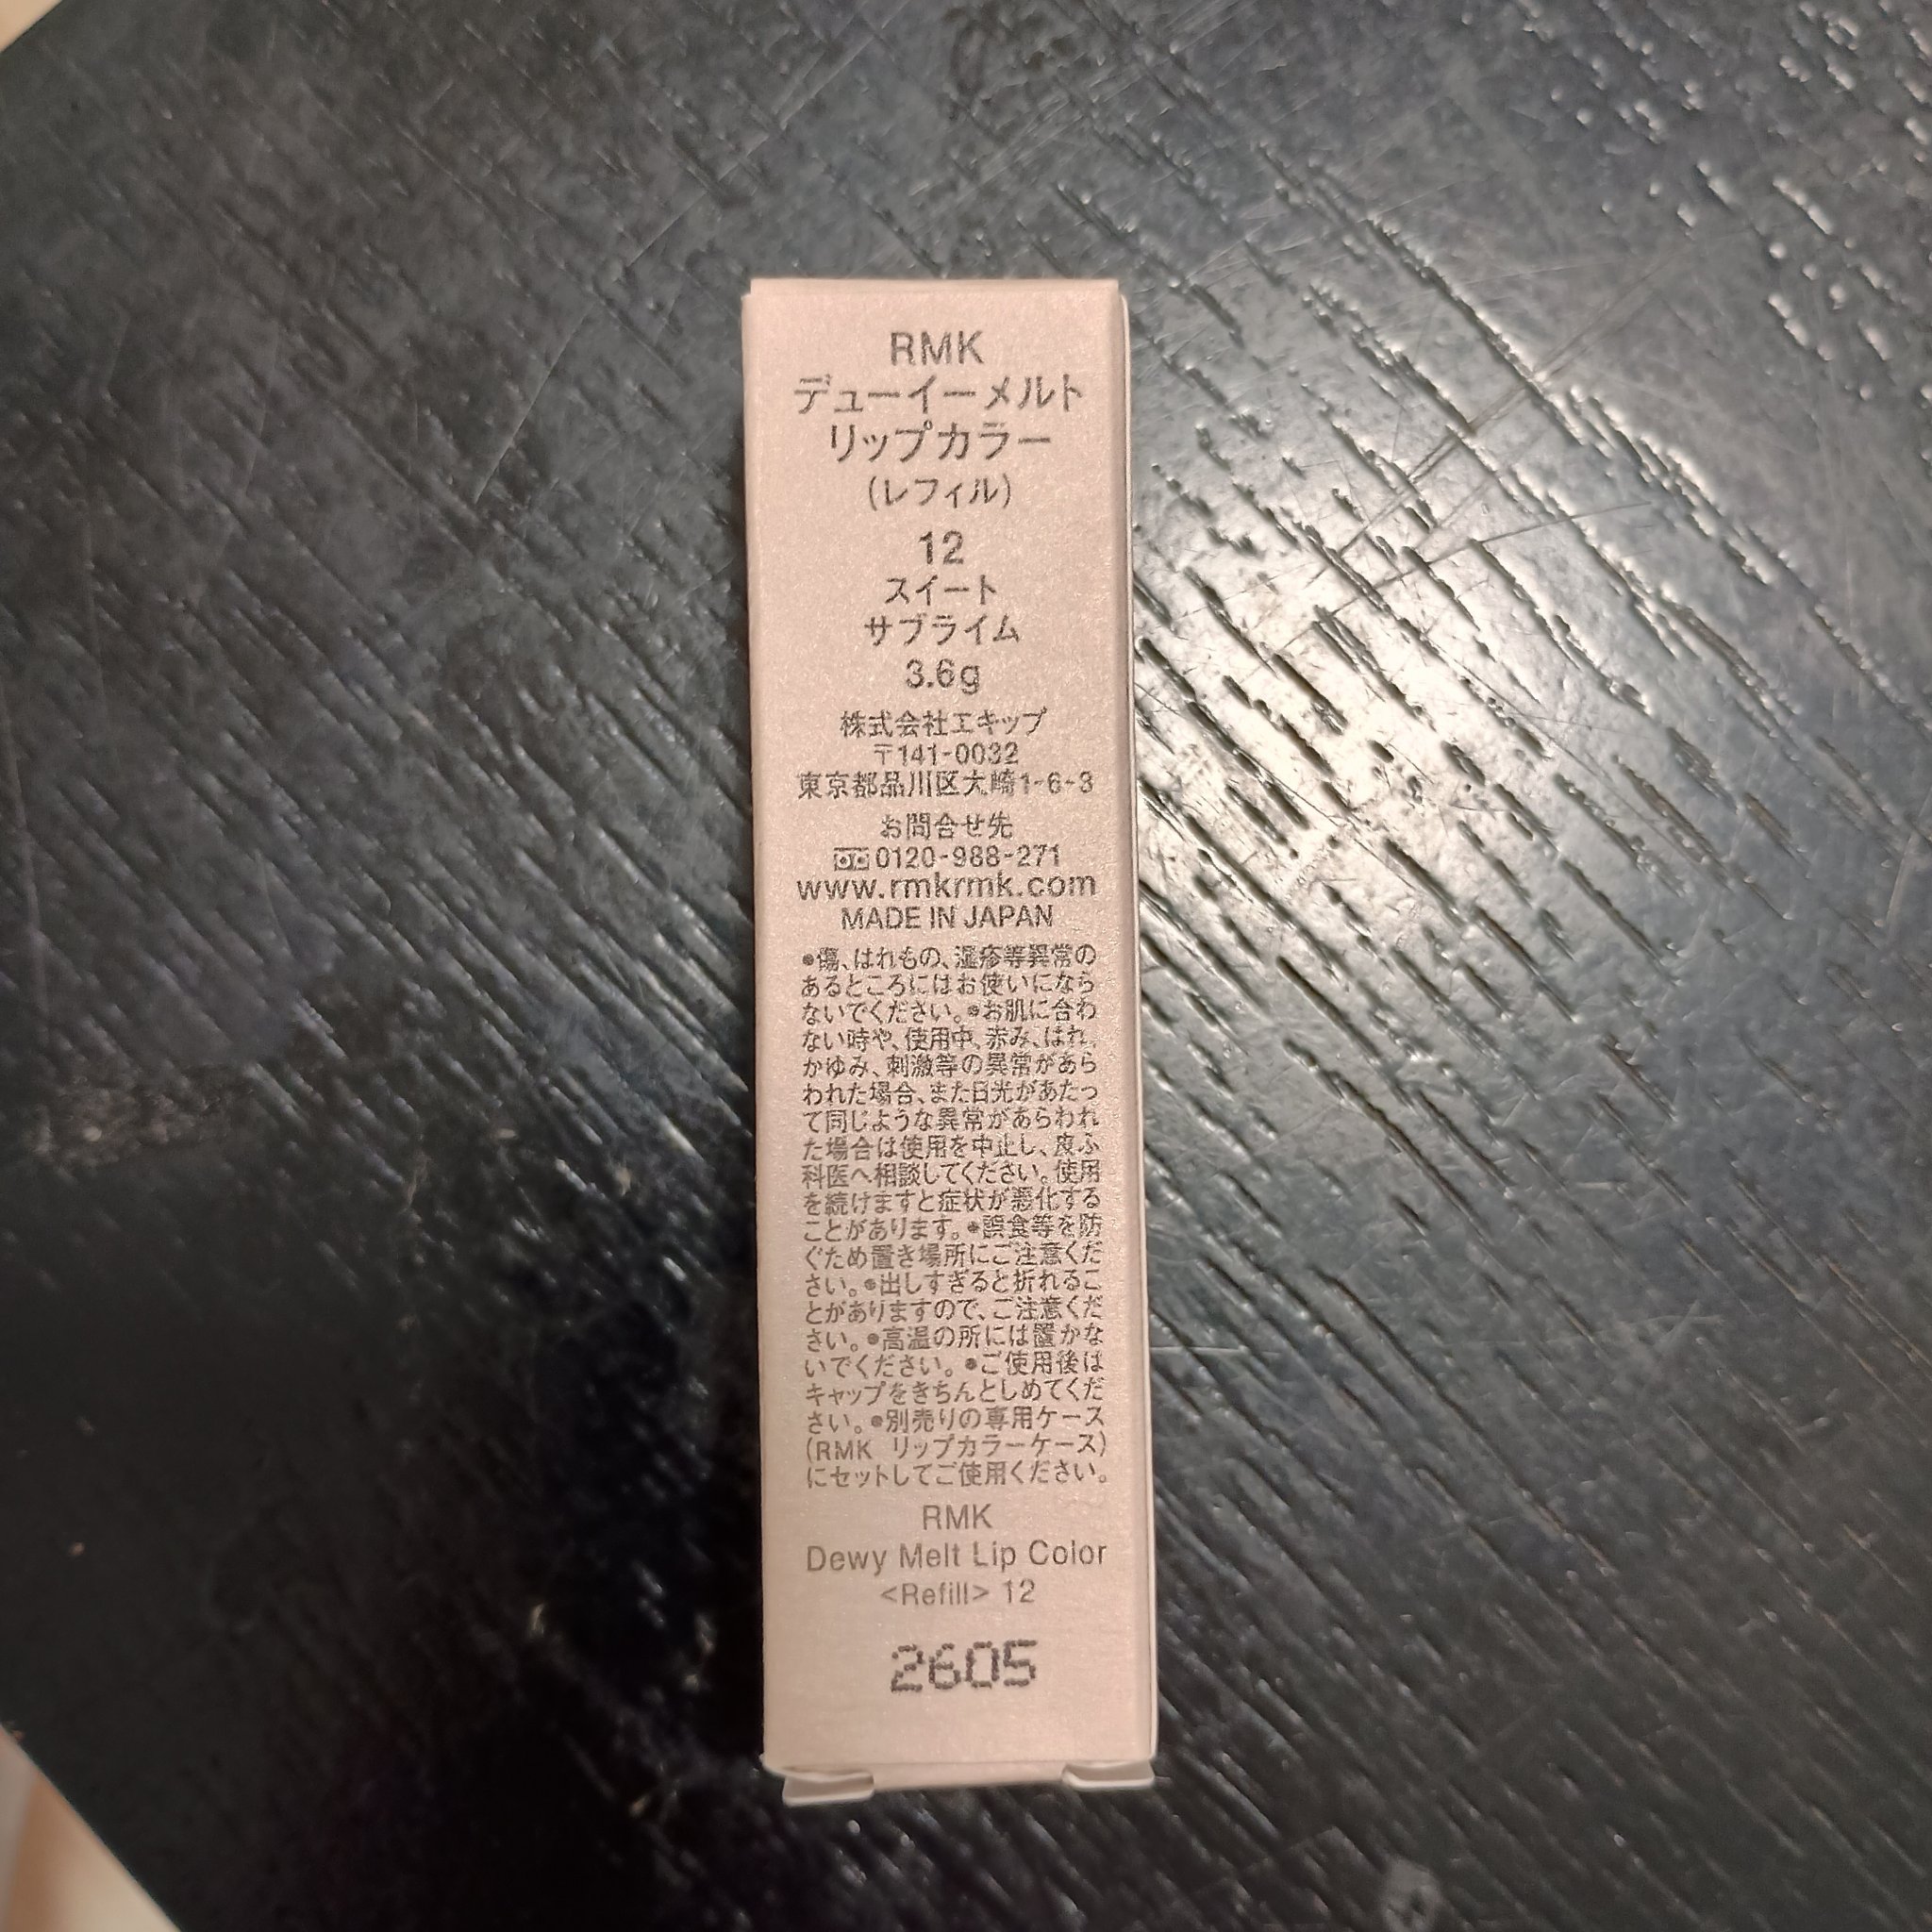 RMK
デューイーメルト
リップカラー
(レフィル)
12
スイート
サブライム
3.6g
株式会社エキップ
〒141-0032
東京都品川区大崎1-6-3
お問合せ先
0120-988-271
www.rmkrmk.com
MADE IN JAPAN
●傷、はれもの、湿疹等異常の
あるところにはお使いになら
ないでください。●お肌に合わ
ない時や、使用中、赤み、はれ、
かゆみ、刺激等の異常があら
われた場合、また日光があたっ
て同じような異常があらわれ
た場合は使用を中止し、皮ふ
科医へ相談してください。使用
を続けますと症状が悪化する
ことがあります。●誤食等を防
ぐため置き場所にご注意くだ
さい。●出しすぎると折れるこ
とがありますので、ご注意くだ
さい。●高温の所には置かな
いでください。●ご使用後は
キャップをきちんとしめてくだ
さい。●別売りの専用ケース
(RMK リップカラーケース)
にセットしてご使用ください。
RMK
Dewy Melt Lip Color
<Refill> 12
2605